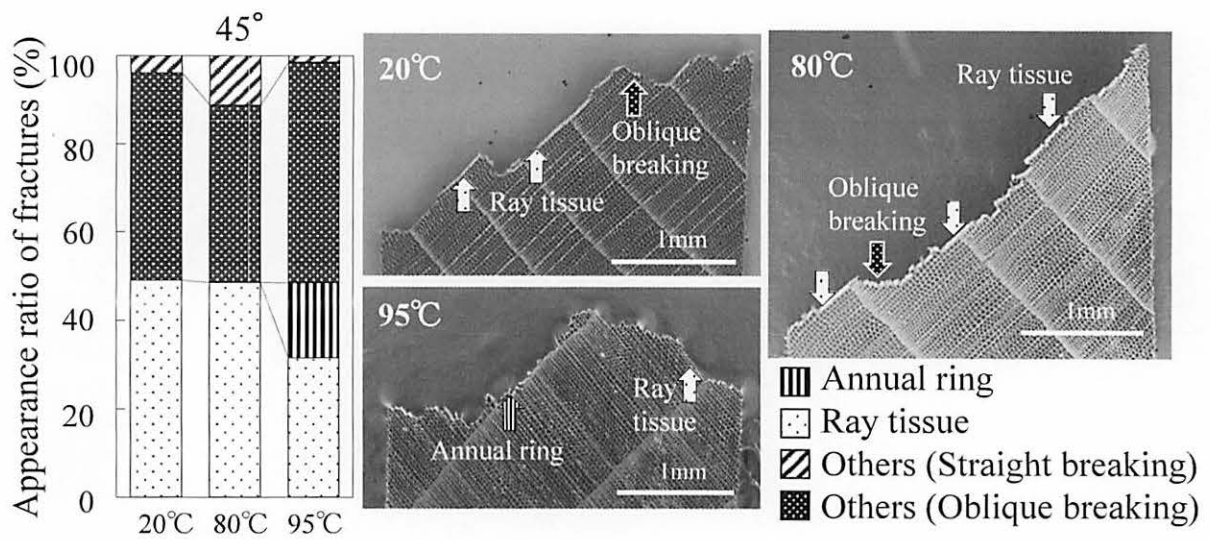 45°
Appearance ratio of fractures (%)
100
80
60
40
20
0
20℃
80℃
95℃
20℃
Oblique
breaking
Ray tissue
1mm
95℃
Ray
tissue
Annual ring
1mm
80℃
Ray tissue
Oblique
breaking
1mm
Annual ring
Ray tissue
Others (Straight breaking)
Others (Oblique breaking)